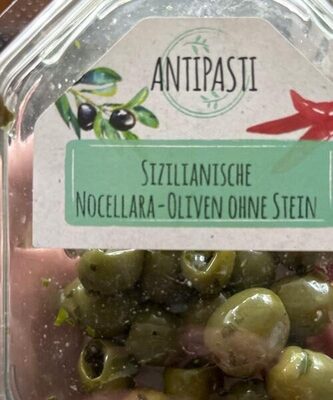 ANTIPASTI
SIZILIANISCHE
NOCELLARA-OLIVEN OHNE STEIN